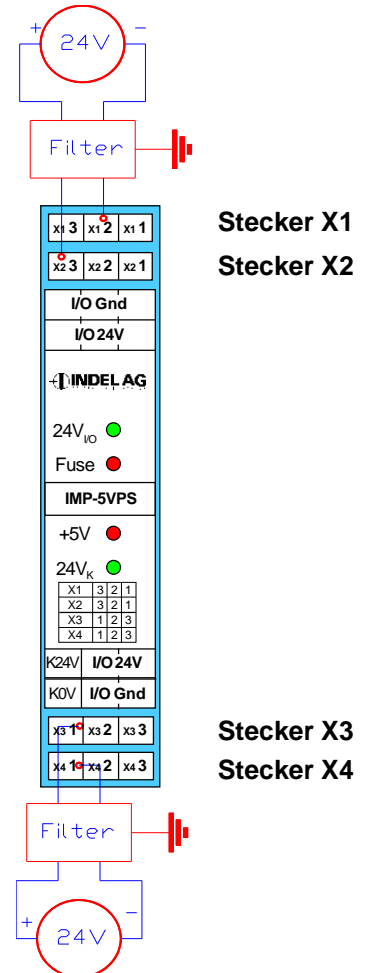 + 24V -
Filter
X1 3 X1 2 X1 1 Stecker X1
X2 3 X2 2 X2 1 Stecker X2
I/O Gnd
I/O 24V
INDEL AG
24V I/O
Fuse
IMP-5VPS
+5V
24V K
X1 3 2 1
X2 3 2 1
X3 1 2 3
X4 1 2 3
K24V I/O 24V
K0V I/O Gnd
X3 1 X3 2 X3 3 Stecker X3
X4 1 X4 2 X4 3 Stecker X4
Filter
+ 24V -